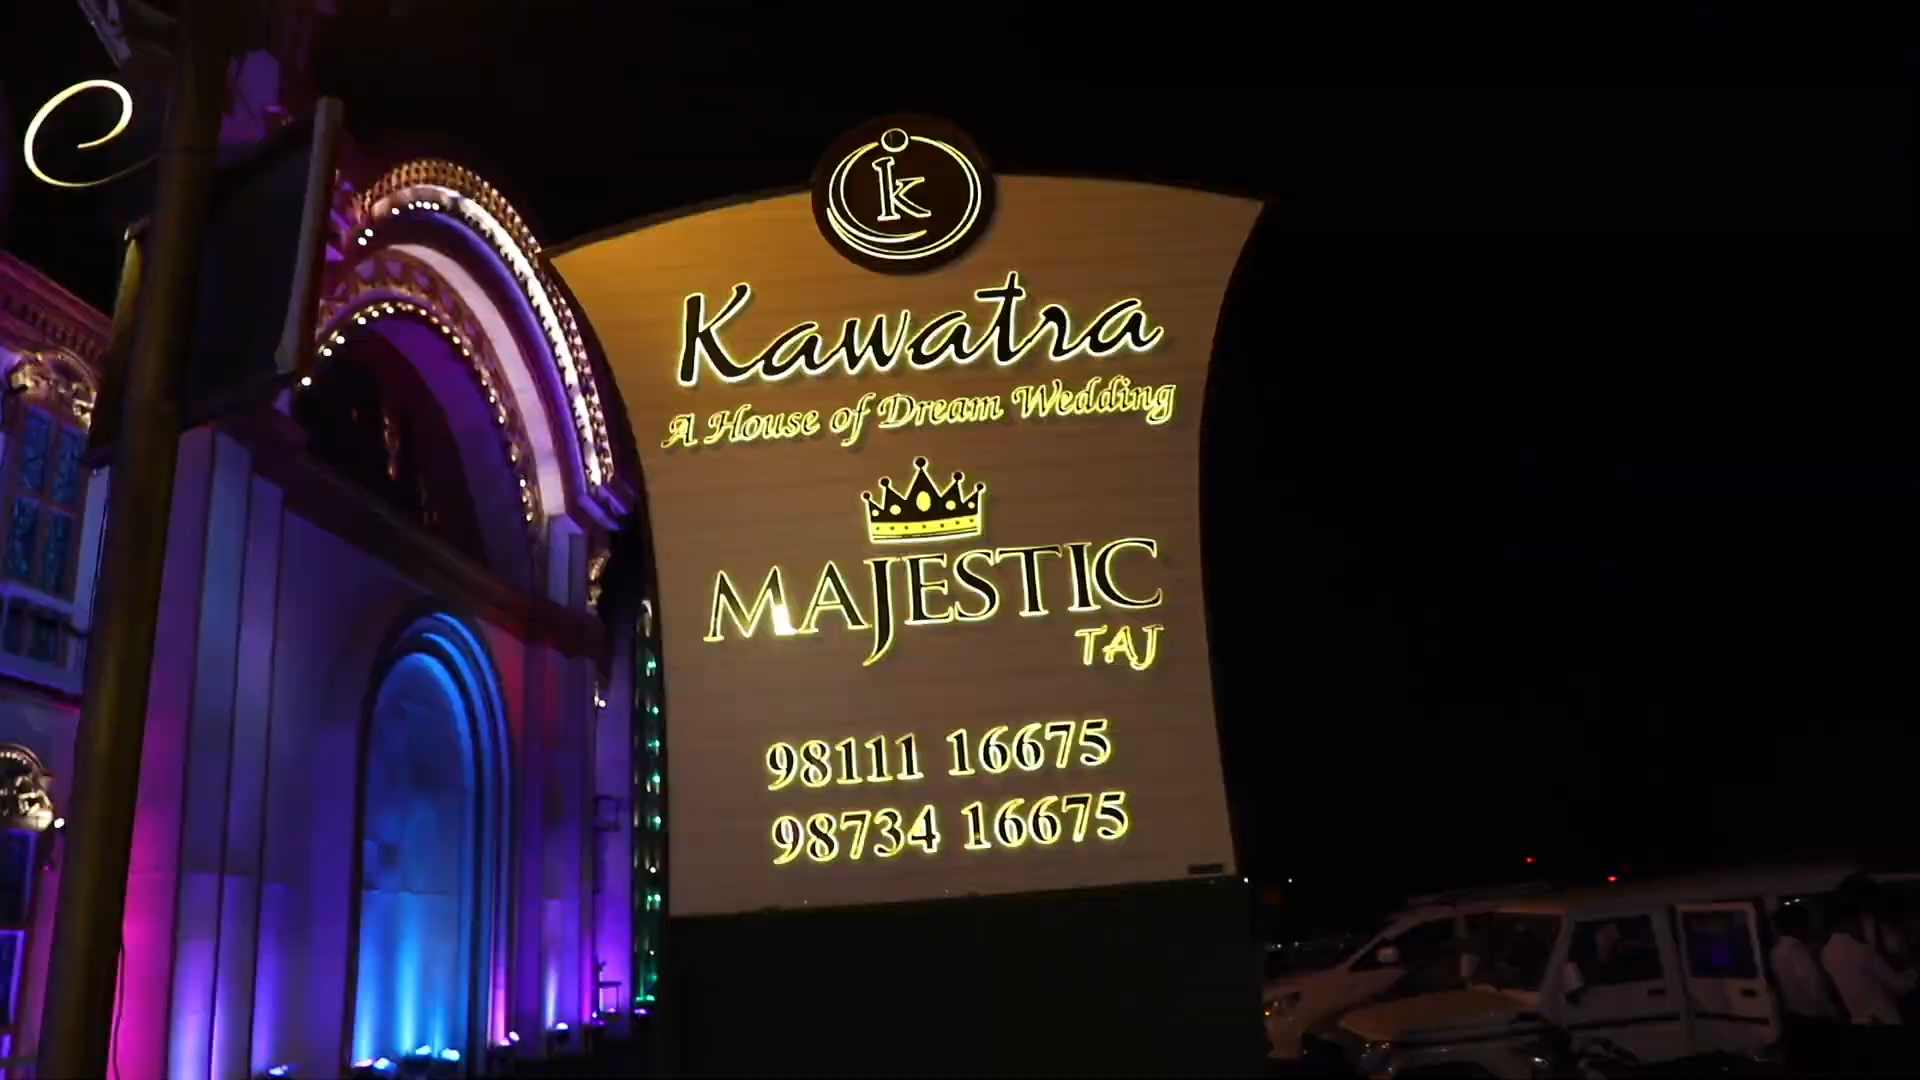 k
Kawatra
A House of Dream Wedding
MAJESTIC
TAJ
98111 16675
98734 16675